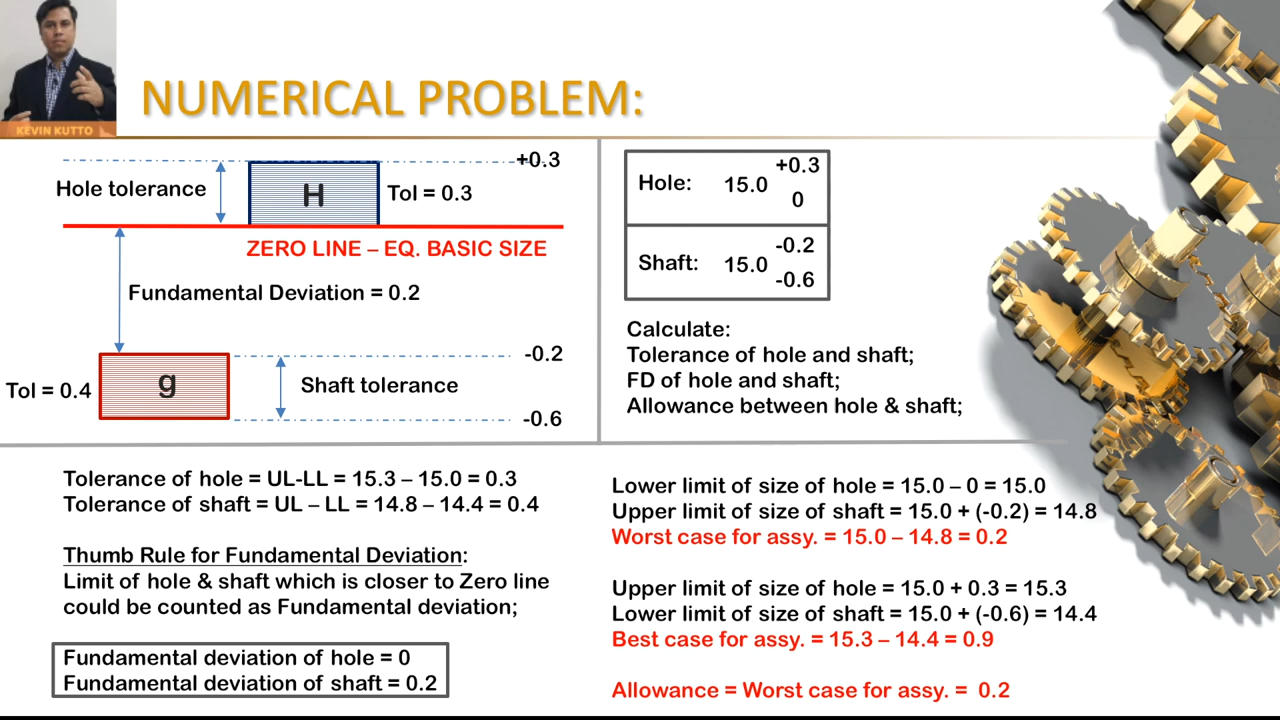 KEVIN KUTTO
NUMERICAL PROBLEM:
+0.3
Hole tolerance
H
Tol = 0.3
ZERO LINE – EQ. BASIC SIZE
Fundamental Deviation = 0.2
-0.2
Tol = 0.4
g
Shaft tolerance
-0.6
Hole: 15.0 +0.3
0
Shaft: 15.0 -0.2
-0.6
Calculate:
Tolerance of hole and shaft;
FD of hole and shaft;
Allowance between hole & shaft;
Tolerance of hole = UL-LL = 15.3 – 15.0 = 0.3
Tolerance of shaft = UL – LL = 14.8 – 14.4 = 0.4
Thumb Rule for Fundamental Deviation:
Limit of hole & shaft which is closer to Zero line
could be counted as Fundamental deviation;
Fundamental deviation of hole = 0
Fundamental deviation of shaft = 0.2
Lower limit of size of hole = 15.0 – 0 = 15.0
Upper limit of size of shaft = 15.0 + (-0.2) = 14.8
Worst case for assy. = 15.0 – 14.8 = 0.2
Upper limit of size of hole = 15.0 + 0.3 = 15.3
Lower limit of size of shaft = 15.0 + (-0.6) = 14.4
Best case for assy. = 15.3 – 14.4 = 0.9
Allowance = Worst case for assy. = 0.2